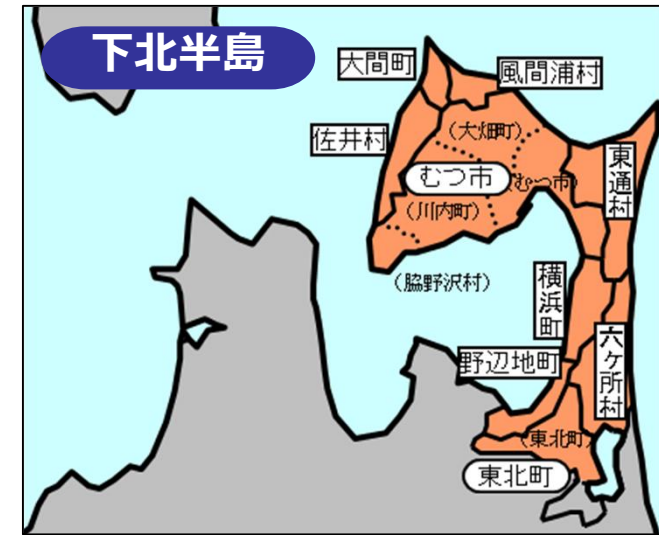 下北半島
大間町
風間浦村
(大畑町)
佐井村
東通村
むつ市
(むつ市)
(川内町)
(脇野沢村)
横浜町
六ケ所村
野辺地町
(東北町)
東北町